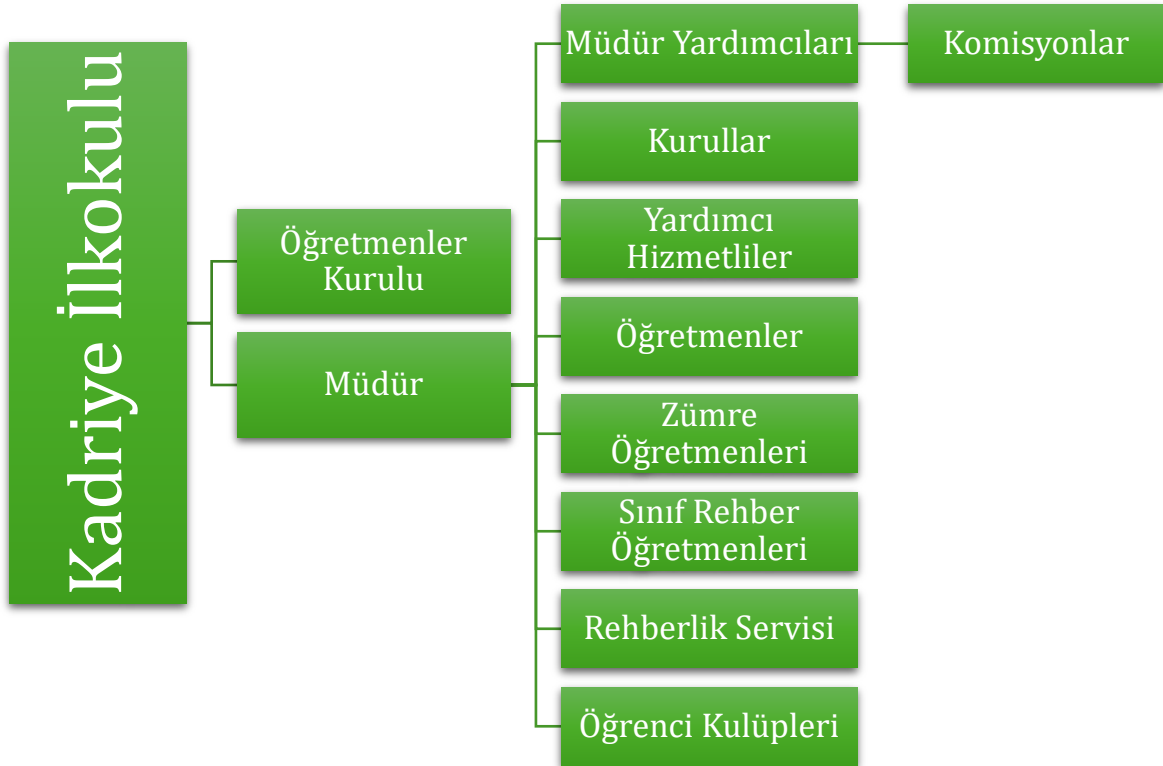 Kadriye İlkokulu
Öğretmenler
Kurulu
Müdür
Müdür Yardımcıları
Komisyonlar
Kurullar
Yardımcı
Hizmetliler
Öğretmenler
Zümre
Öğretmenleri
Sınıf Rehber
Öğretmenleri
Rehberlik Servisi
Öğrenci Kulüpleri